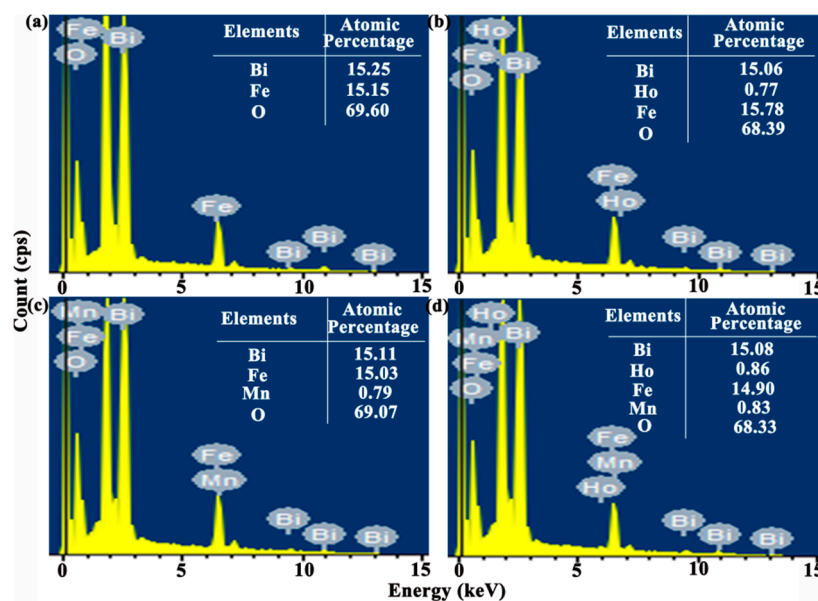 (a)
Fe
O
Bi
Elements Atomic
Percentage
Bi 15.25
Fe 15.15
O 69.60
Fe
Bi
Bi
Bi
0 5 10 15
(b)
Ho
Fe
O
Bi
Elements Atomic
Percentage
Bi 15.06
Ho 0.77
Fe 15.78
O 68.39
Fe
Ho
Bi
Bi
Bi
0 5 10 15
(c)
Mn
Fe
O
Bi
Elements Atomic
Percentage
Bi 15.11
Fe 15.03
Mn 0.79
O 69.07
Fe
Mn
Bi
Bi
Bi
0 5 10 15
(d)
Ho
Mn
Fe
O
Bi
Elements Atomic
Percentage
Bi 15.08
Ho 0.86
Fe 14.90
Mn 0.83
O 68.33
Fe
Mn
Ho
Bi
Bi
Bi
0 5 10 15
Count (cps)
Energy (keV)